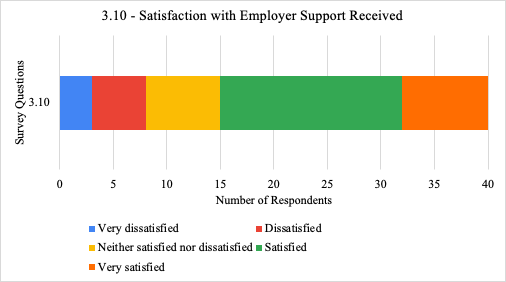 3.10 - Satisfaction with Employer Support Received
Survey Questions
3.10
0 5 10 15 20 25 30 35 40
Number of Respondents
Very dissatisfied Dissatisfied
Neither satisfied nor dissatisfied Satisfied
Very satisfied